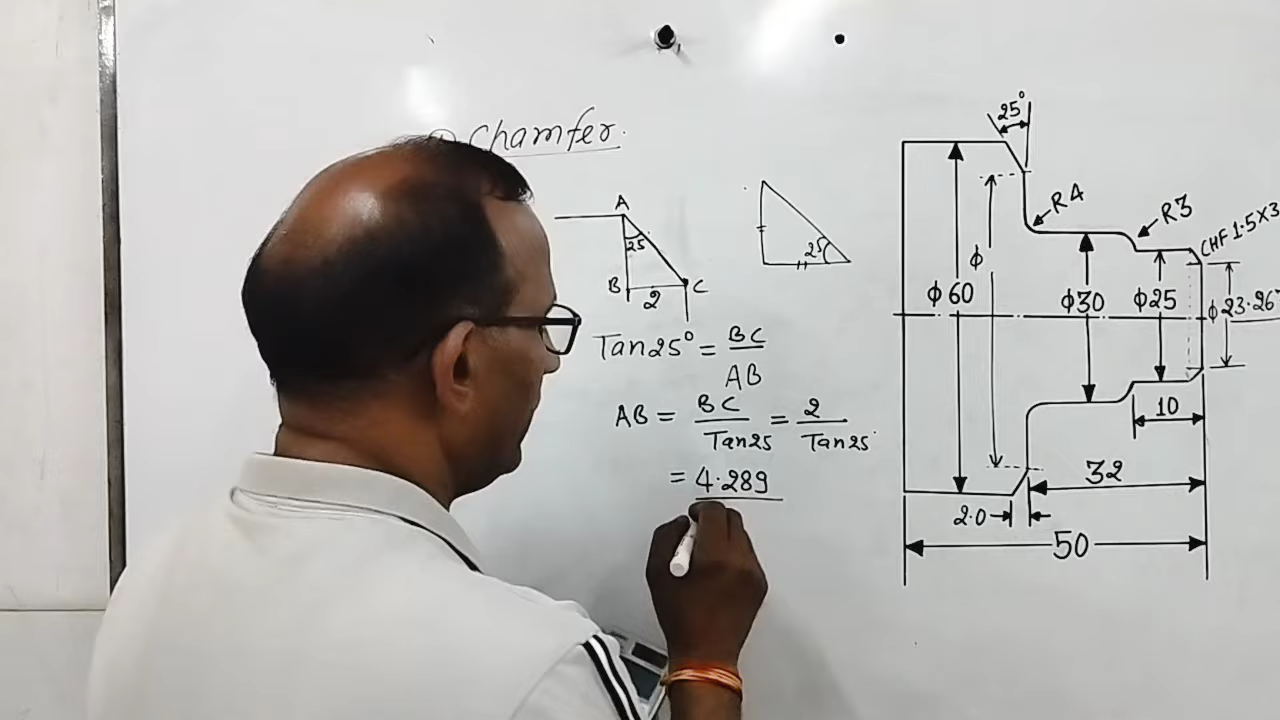 Chamfer.
A
25
B
2
C
25
Tan25° = BC / AB
AB = BC / Tan25 = 2 / Tan25
= 4.289
25°
R4
R3
CHF 1.5X3
ϕ
ϕ60
ϕ30
ϕ25
ϕ23.267
10
32
2.0
50